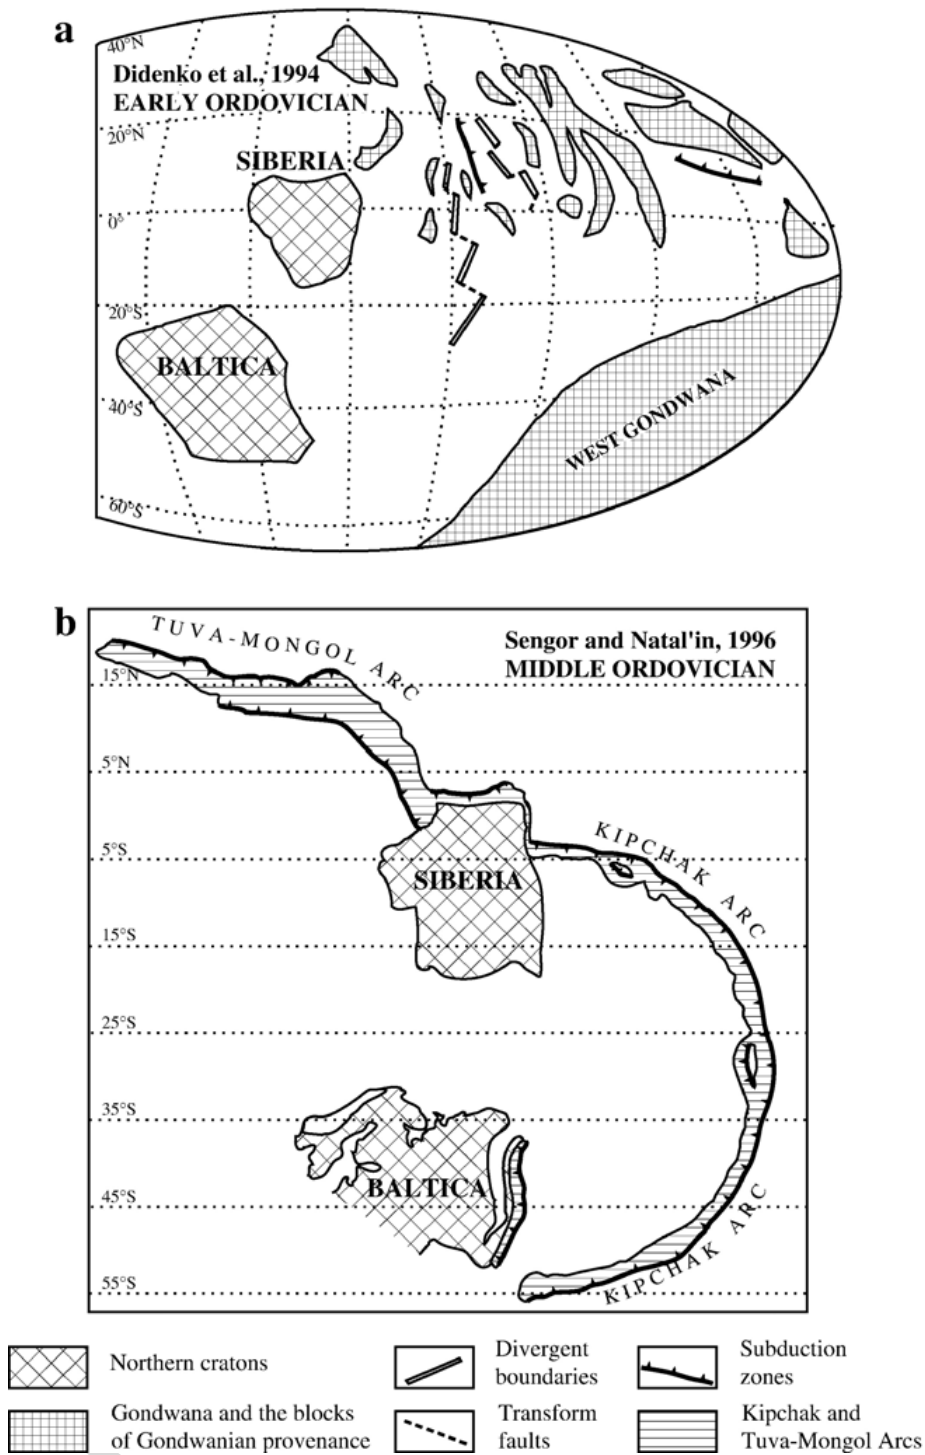 a
40°N
Didenko et al., 1994
EARLY ORDOVICIAN
20°N
SIBERIA
0°
20°S
BALTICA
40°S
WEST GONDWANA
60°S
b
TUVA-MONGOL ARC
Sengor and Natal'in, 1996
MIDDLE ORDOVICIAN
15°N
5°N
KIPCHAK ARC
5°S
SIBERIA
15°S
25°S
35°S
BALTICA
45°S
KIPCHAK ARC
55°S
Northern cratons
Divergent
boundaries
Subduction
zones
Gondwana and the blocks
of Gondwanian provenance
Transform
faults
Kipchak and
Tuva-Mongol Arcs